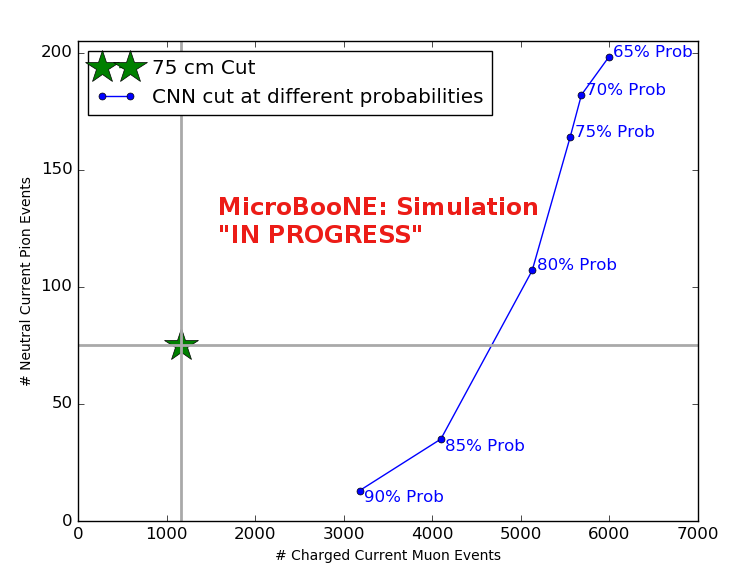 75 cm Cut
CNN cut at different probabilities
MicroBooNE: Simulation
"IN PROGRESS"
65% Prob
70% Prob
75% Prob
80% Prob
85% Prob
90% Prob
# Neutral Current Pion Events
200
150
100
50
0
0 1000 2000 3000 4000 5000 6000 7000
# Charged Current Muon Events